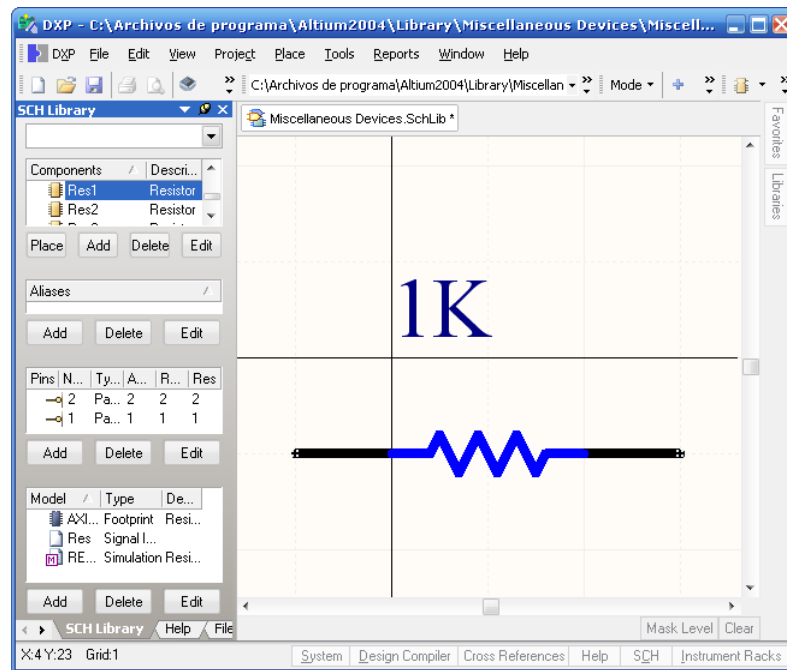 DXP - C:\Archivos de programa\Altium2004\Library\Miscellaneous Devices\Miscell...
DXP File Edit View Project Place Tools Reports Window Help
C:\Archivos de programa\Altium2004\Library\Miscellan Mode
SCH Library
Miscellaneous Devices.SchLib *
Favorites
Libraries
Components Descri...
Res1 Resistor
Res2 Resistor
Place Add Delete Edit
Aliases
Add Delete Edit
Pins N... Ty... A... R... Res
2 Pa... 2 2 2
1 Pa... 1 1 1
Add Delete Edit
Model Type De...
AXI... Footprint Resi...
Res Signal I...
M RE... Simulation Resi...
Add Delete Edit
1K
SCH Library Help File
Mask Level Clear
X:4 Y:23 Grid:1 System Design Compiler Cross References Help SCH Instrument Racks